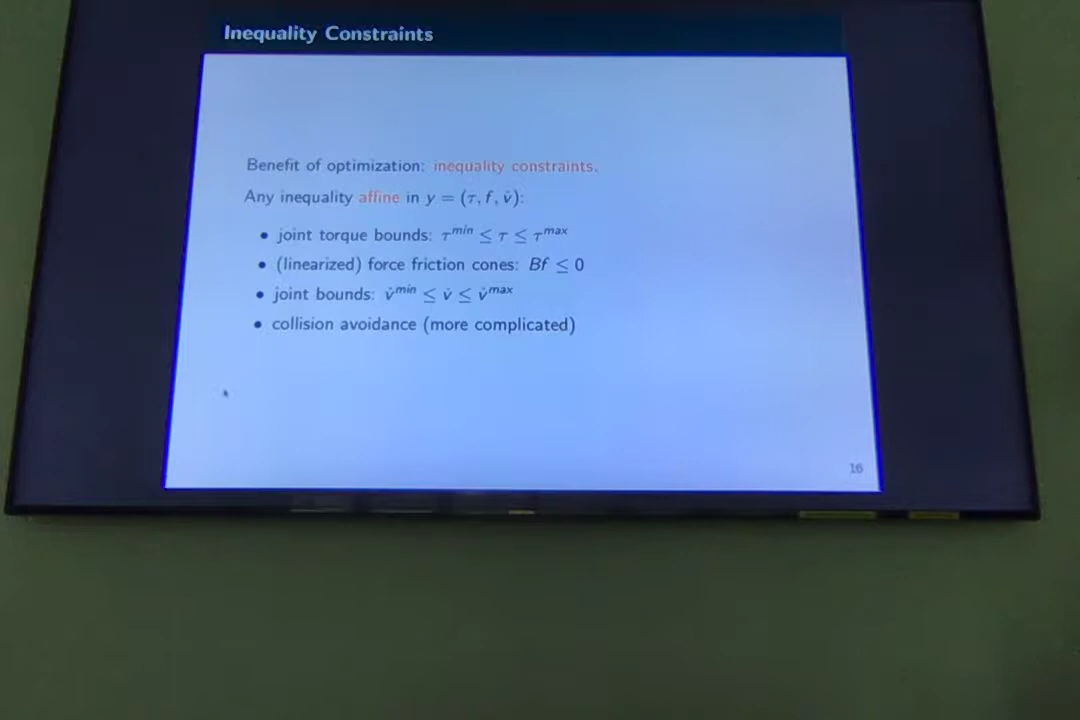 Inequality Constraints
Benefit of optimization: inequality constraints.
Any inequality affine in y = (τ, f, v̇):
• joint torque bounds: τ^min ≤ τ ≤ τ^max
• (linearized) force friction cones: Bf ≤ 0
• joint bounds: v̇^min ≤ v̇ ≤ v̇^max
• collision avoidance (more complicated)
16